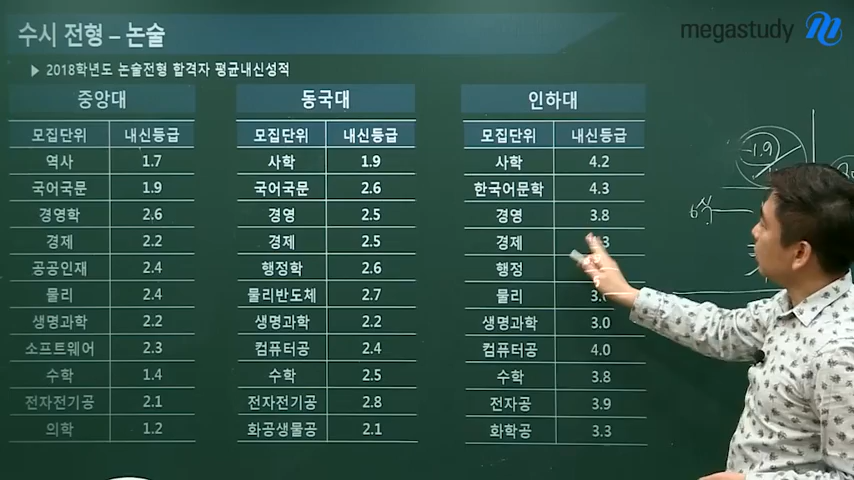 수시 전형 – 논술
megastudy
▶ 2018학년도 논술전형 합격자 평균내신성적
중앙대
모집단위 내신등급
역사 1.7
국어국문 1.9
경영학 2.6
경제 2.2
공공인재 2.4
물리 2.4
생명과학 2.2
소프트웨어 2.3
수학 1.4
전자전기공 2.1
의학 1.2
동국대
모집단위 내신등급
사학 1.9
국어국문 2.6
경영 2.5
경제 2.5
행정학 2.6
물리반도체 2.7
생명과학 2.2
컴퓨터공 2.4
수학 2.5
전자전기공 2.8
화공생물공 2.1
인하대
모집단위 내신등급
사학 4.2
한국어문학 4.3
경영 3.8
경제
행정
물리
생명과학 3.0
컴퓨터공 4.0
수학 3.8
전자공 3.9
화학공 3.3
1.9